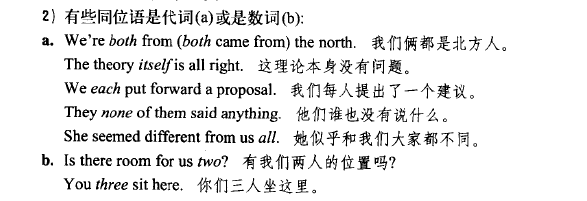 2）有些同位语是代词(a)或是数词(b):
a. We're both from (both came from) the north. 我们俩都是北方人。
The theory itself is all right. 这理论本身没有问题。
We each put forward a proposal. 我们每人提出了一个建议。
They none of them said anything. 他们谁也没有说什么。
She seemed different from us all. 她似乎和我们大家都不同。
b. Is there room for us two? 有我们两人的位置吗?
You three sit here. 你们三人坐这里。